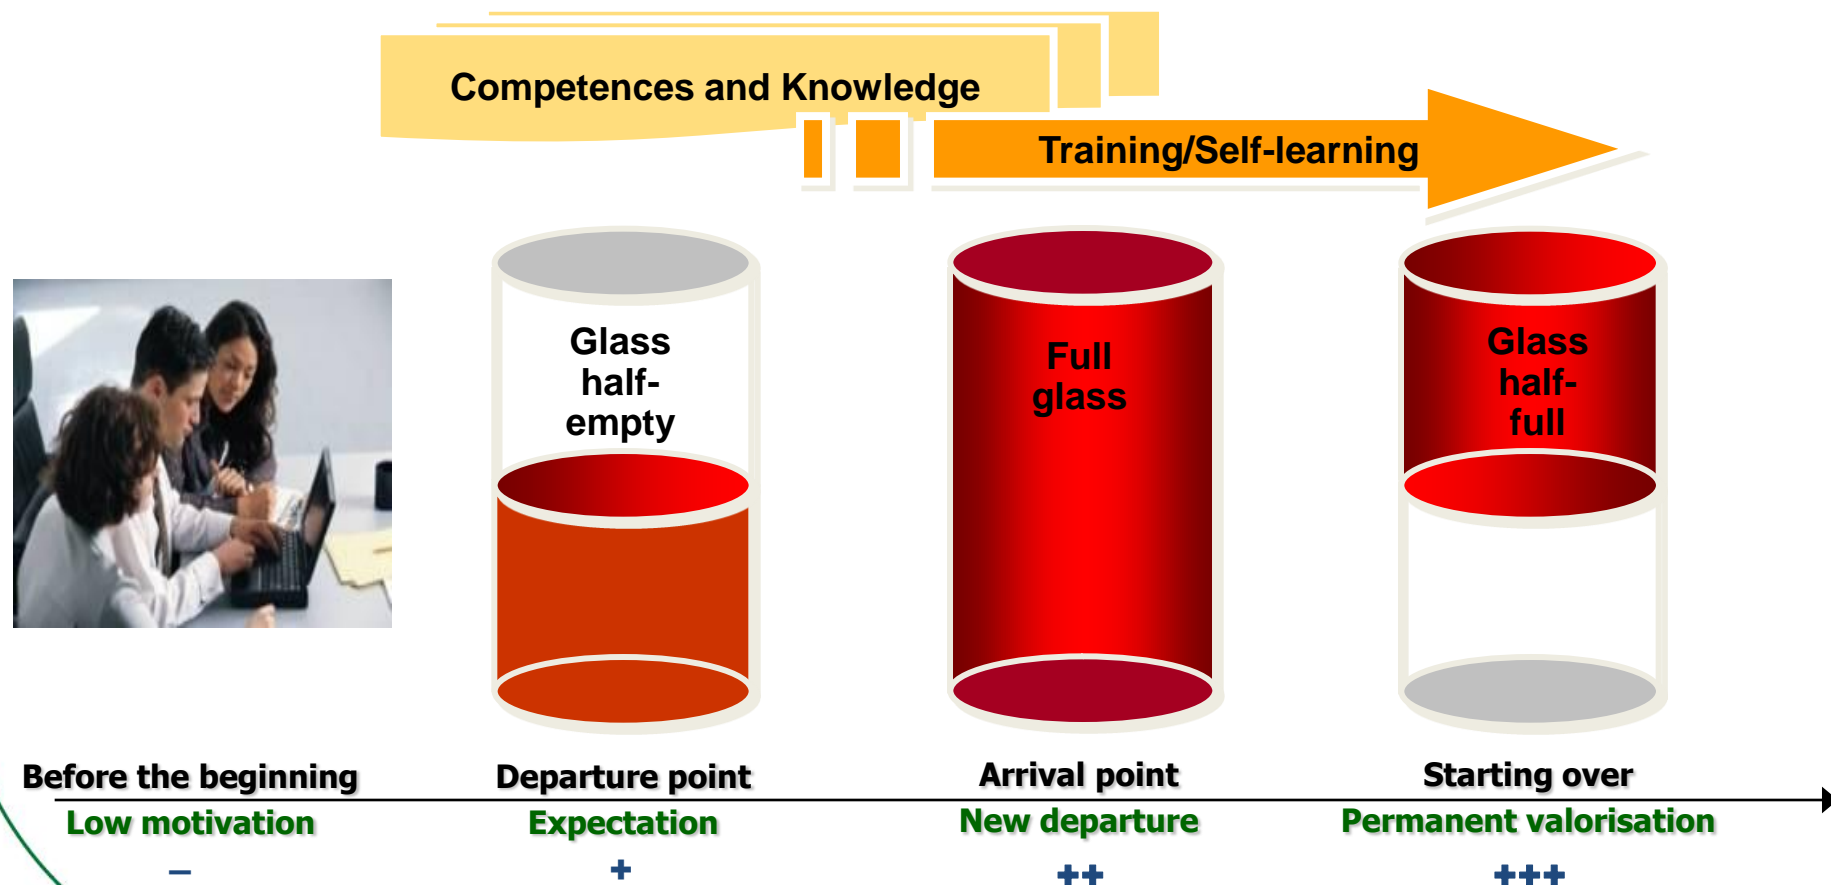 Competences and Knowledge
Training/Self-learning
Glass
half-
empty
Full
glass
Glass
half-
full
Before the beginning
Departure point
Arrival point
Starting over
Low motivation
Expectation
New departure
Permanent valorisation
–
+
++
+++